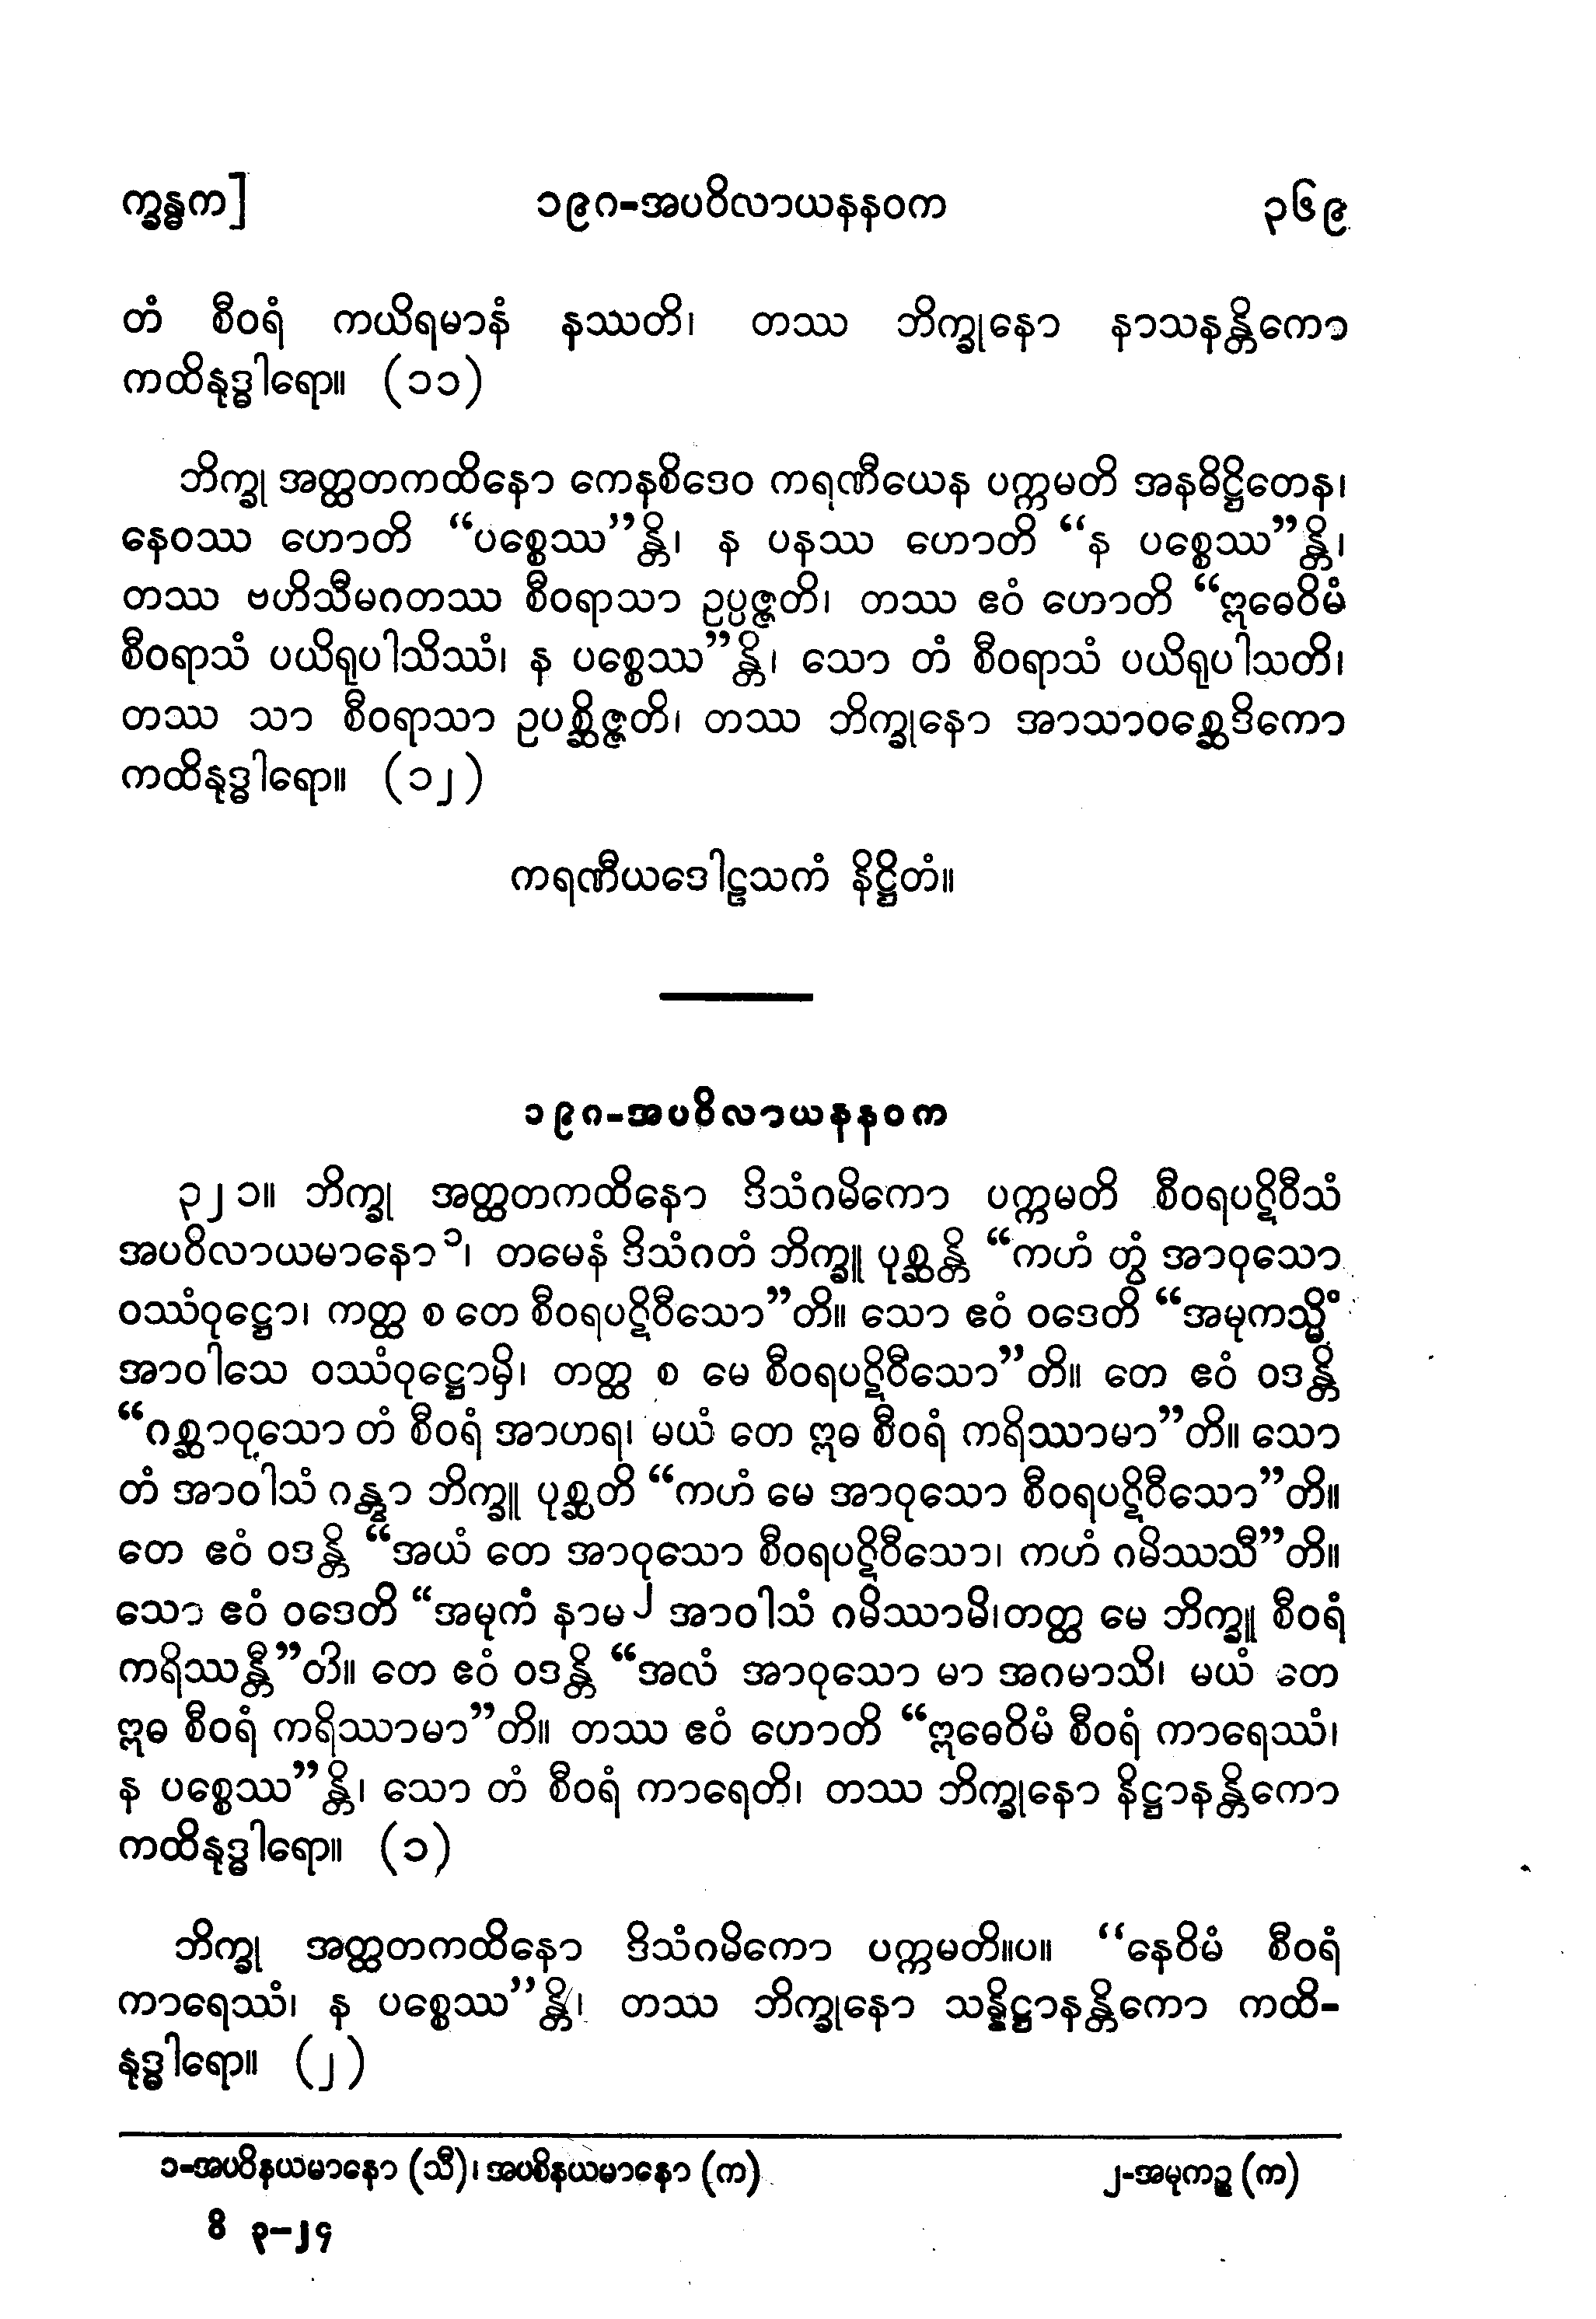 က္ခန္ဓက] ၁၉၈-အပဝိလာယနနဝက ၃၆၉
တံ စီဝရံ ကယိရမာနံ နဿတိ၊ တဿ ဘိက္ခုနော နာသနန္တိကော
ကထိနုဒ္ဓါရော။ (၁၁)
ဘိက္ခု အတ္ထတကထိနော ကေနစိဒေဝ ကရဏီယေန ပက္ကမတိ အနဓိဋ္ဌိတေန၊
နေဝဿ ဟောတိ “ပစ္စေဿ”န္တိ၊ န ပနဿ ဟောတိ “န ပစ္စေဿ”န္တိ၊
တဿ ဗဟိသီမဂတဿ စီဝရာသာ ဥပ္ပဇ္ဇတိ၊ တဿ ဧဝံ ဟောတိ “ဣဓေဝိမံ
စီဝရာသံ ပယိရုပါသိဿံ၊ န ပစ္စေဿ”န္တိ၊ သော တံ စီဝရာသံ ပယိရုပါသတိ၊
တဿ သာ စီဝရာသာ ဥပစ္ဆိဇ္ဇတိ၊ တဿ ဘိက္ခုနော အာသာဝစ္ဆေဒိကော
ကထိနုဒ္ဓါရော။ (၁၂)
ကရဏီယဒေါဠသကံ နိဋ္ဌိတံ။
၁၉၈-အပဝိလာယနနဝက
၃၂၁။ ဘိက္ခု အတ္ထတကထိနော ဒိသံဂမိကော ပက္ကမတိ စီဝရပဋိဝီသံ
အပဝိလာယမာနော၁၊ တမေနံ ဒိသံဂတံ ဘိက္ခူ ပုစ္ဆန္တိ “ကဟံ တွံ အာဝုသော
ဝဿံဝုဋ္ဌော၊ ကတ္ထ စ တေ စီဝရပဋိဝီသော”တိ။ သော ဧဝံ ဝဒေတိ “အမုကသ္မိံ
အာဝါသေ ဝဿံဝုဋ္ဌောမှိ၊ တတ္ထ စ မေ စီဝရပဋိဝီသော”တိ။ တေ ဧဝံ ဝဒန္တိ
“ဂစ္ဆာဝုသော တံ စီဝရံ အာဟရ၊ မယံ တေ ဣဓ စီဝရံ ကရိဿာမာ”တိ။ သော
တံ အာဝါသံ ဂန္တွာ ဘိက္ခူ ပုစ္ဆတိ “ကဟံ မေ အာဝုသော စီဝရပဋိဝီသော”တိ။
တေ ဧဝံ ဝဒန္တိ “အယံ တေ အာဝုသော စီဝရပဋိဝီသော၊ ကဟံ ဂမိဿသီ”တိ။
သော ဧဝံ ဝဒေတိ “အမုကံ နာမ၂ အာဝါသံ ဂမိဿာမိ၊တတ္ထ မေ ဘိက္ခူ စီဝရံ
ကရိဿန္တီ”တိ။ တေ ဧဝံ ဝဒန္တိ “အလံ အာဝုသော မာ အဂမာသိ၊ မယံ တေ
ဣဓ စီဝရံ ကရိဿာမာ”တိ။ တဿ ဧဝံ ဟောတိ “ဣဓေဝိမံ စီဝရံ ကာရေဿံ၊
န ပစ္စေဿ”န္တိ၊ သော တံ စီဝရံ ကာရေတိ၊ တဿ ဘိက္ခုနော နိဋ္ဌာနန္တိကော
ကထိနုဒ္ဓါရော။ (၁)
ဘိက္ခု အတ္ထတကထိနော ဒိသံဂမိကော ပက္ကမတိ။ပ။ “နေဝိမံ စီဝရံ
ကာရေဿံ၊ န ပစ္စေဿ”န္တိ၊ တဿ ဘိက္ခုနော သန္နိဋ္ဌာနန္တိကော ကထိ-
နုဒ္ဓါရော။ (၂)
၁-အပဝိနယမာနော (သီ)၊ အပစိနယမာနော (က) ၂-အမုကဉ္စ (က)
ဝိ ၃-၂၄